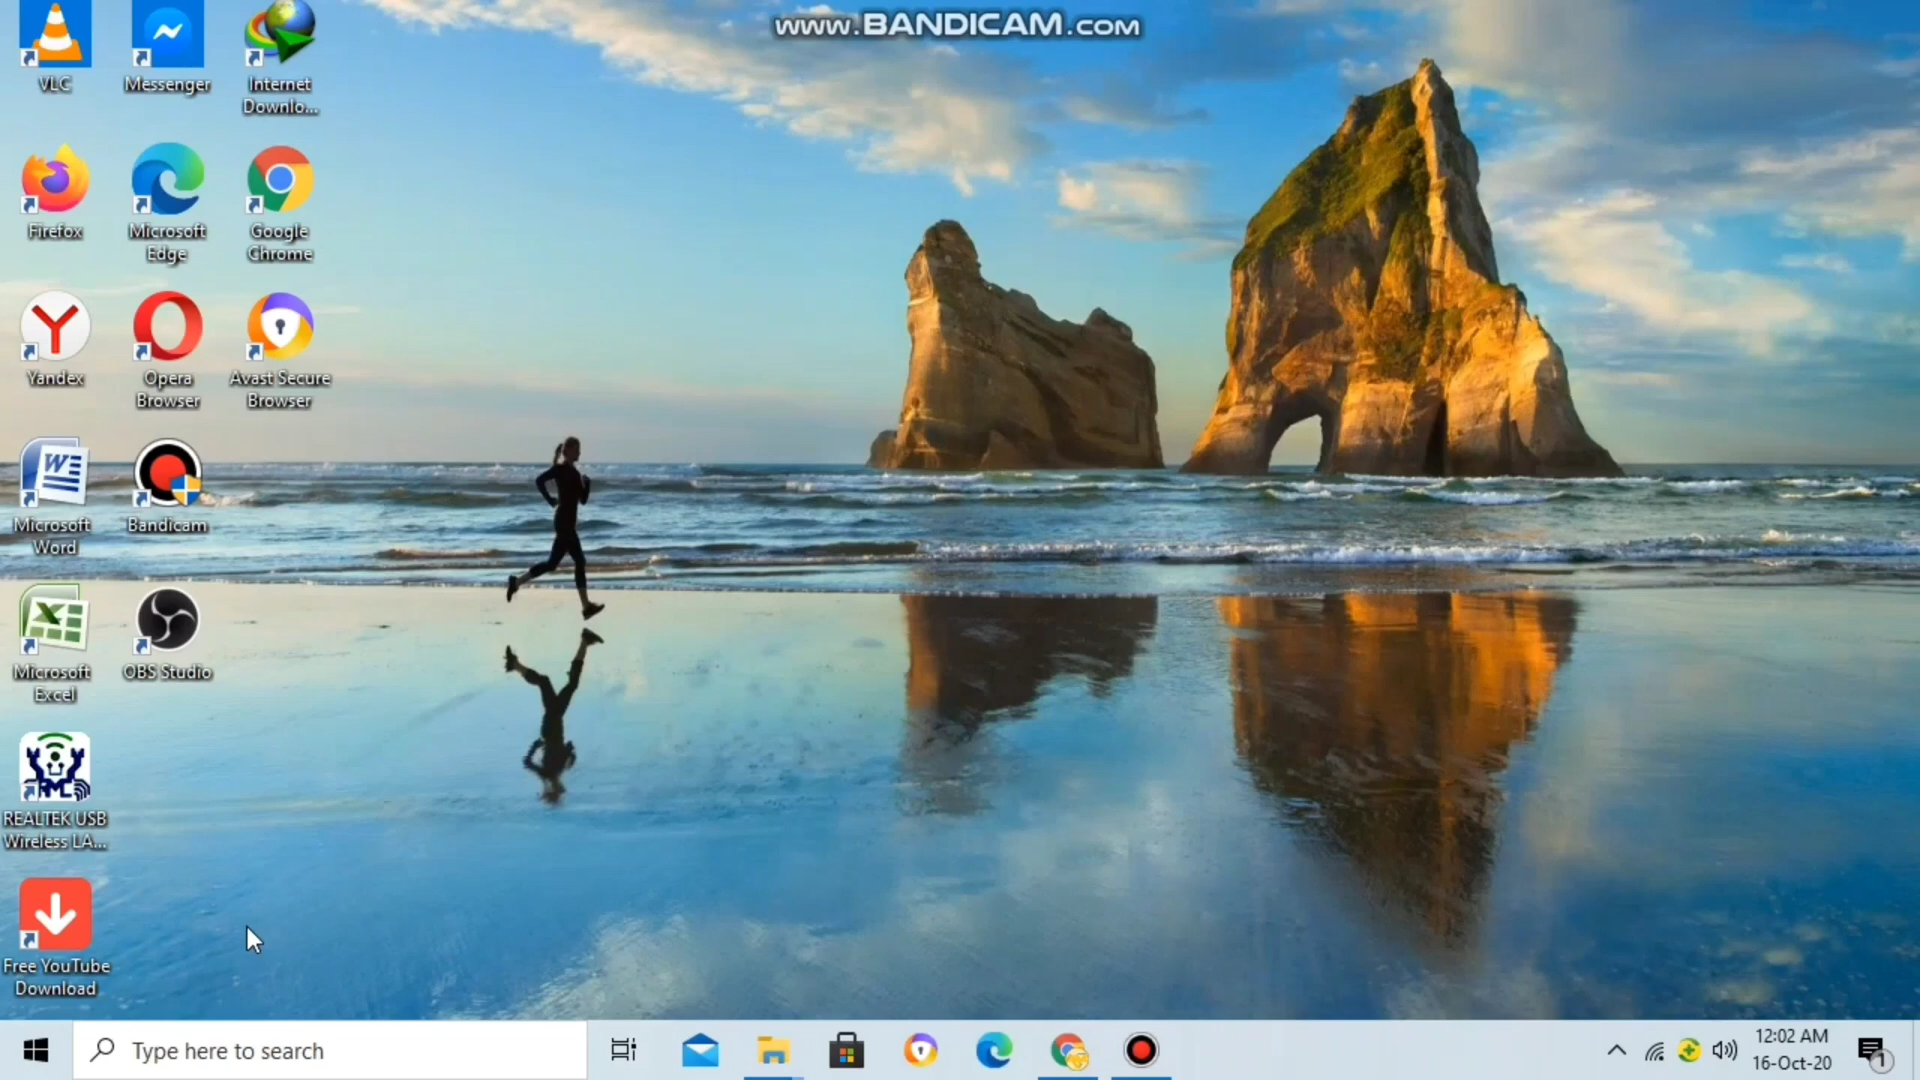 www.BANDICAM.com
VLC
Messenger
Internet
Downlo...
Firefox
Microsoft
Edge
Google
Chrome
Yandex
Opera
Browser
Avast Secure
Browser
Microsoft
Word
Bandicam
Microsoft
Excel
OBS Studio
REALTEK USB
Wireless LA...
Free YouTube
Download
Type here to search
12:02 AM
16-Oct-20
1